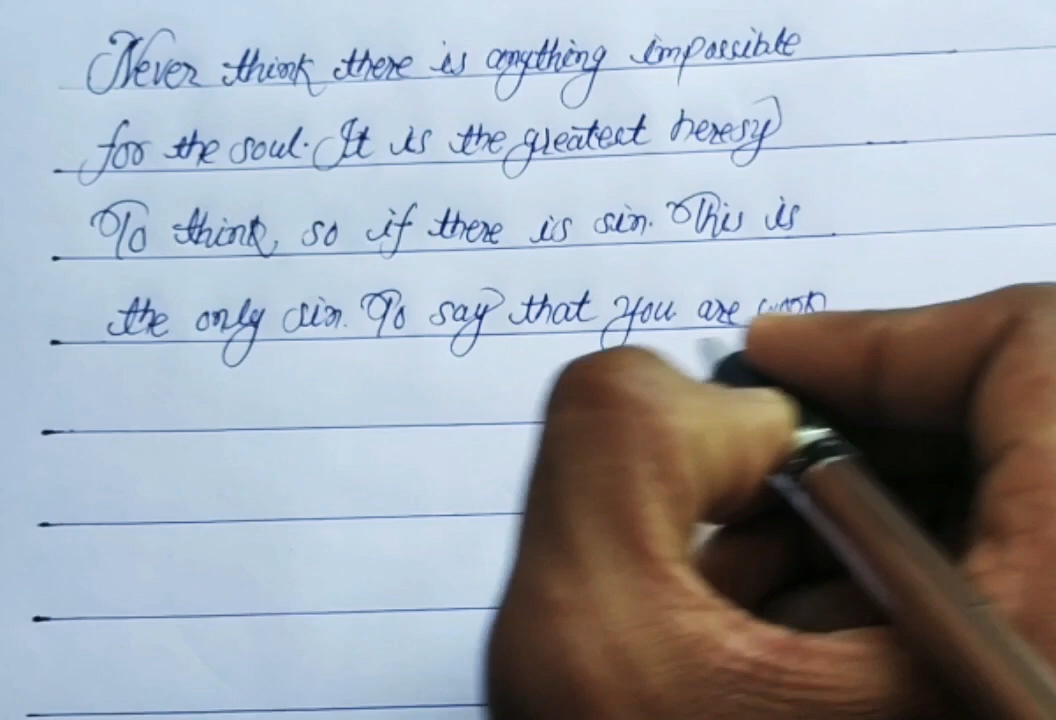 Never think there is anything impossible
for the soul. It is the greatest heresy
To think, so if there is sin. This is
the only sin. To say that you are